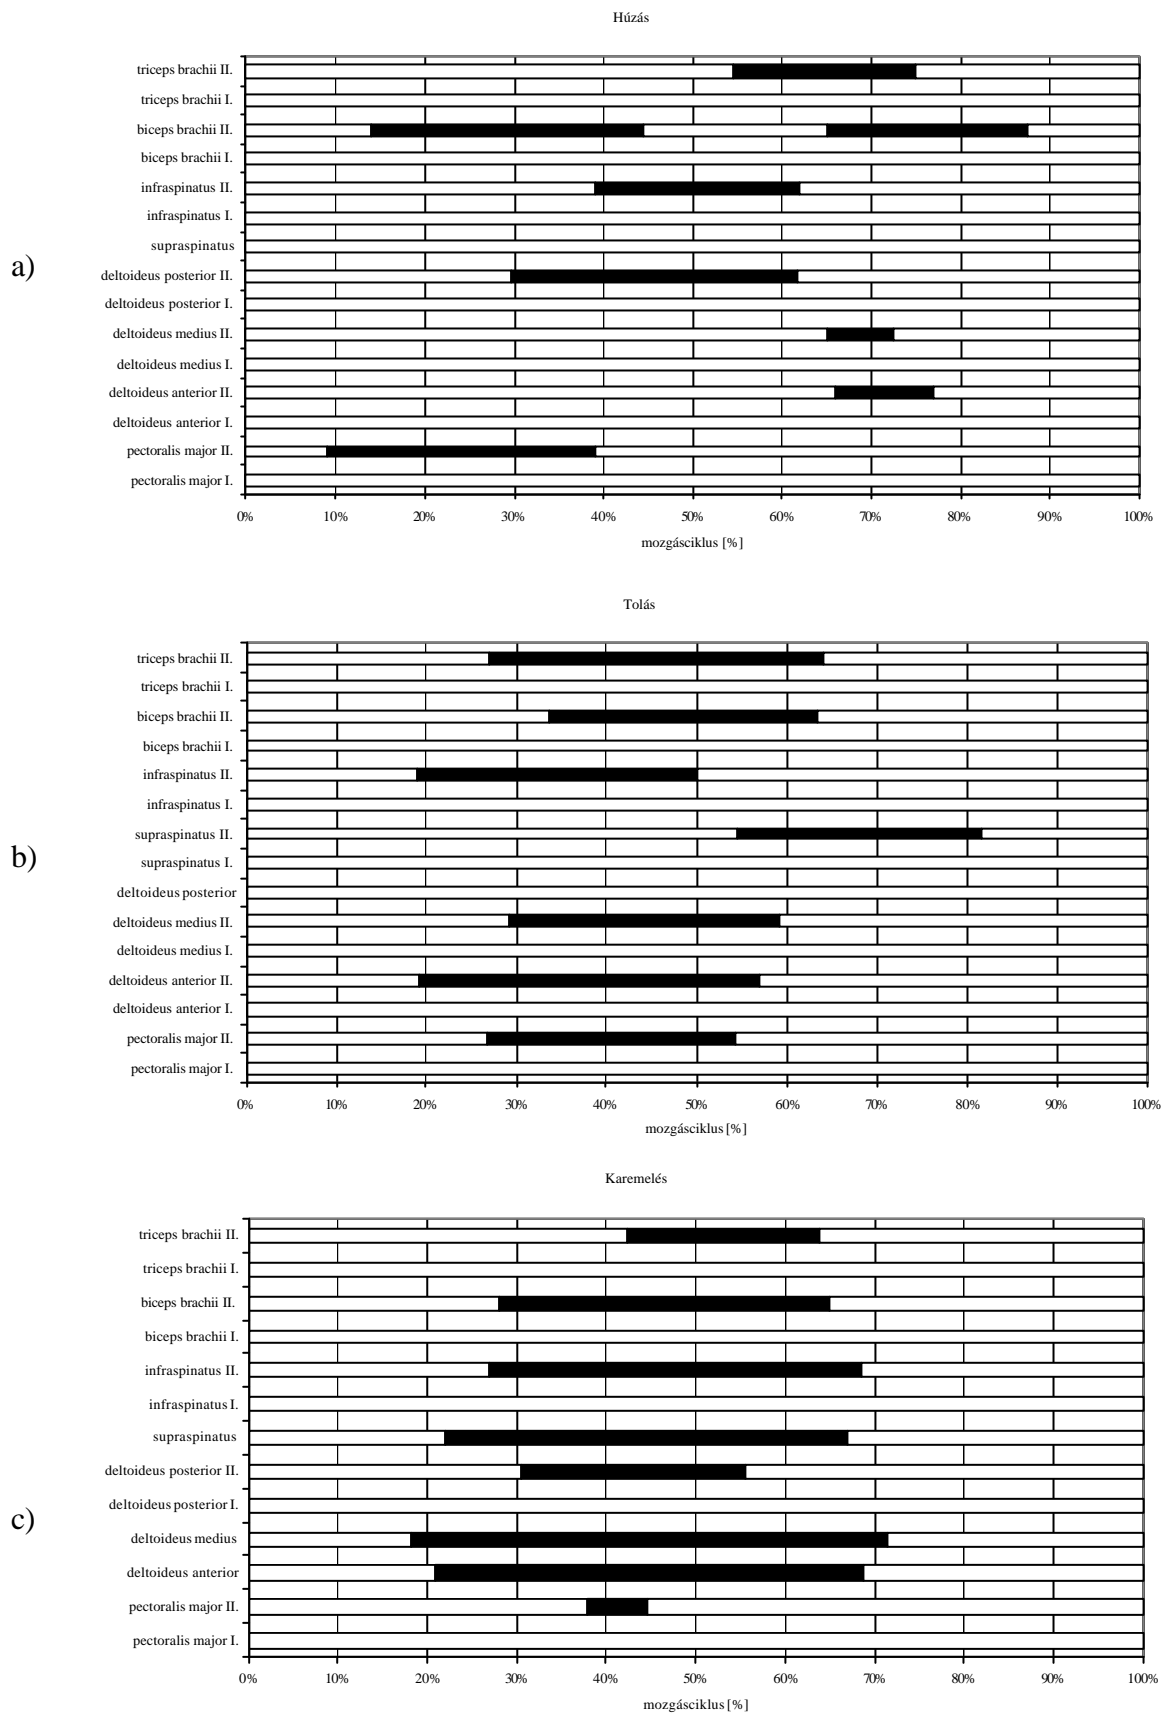 Húzás
triceps brachii II.
triceps brachii I.
biceps brachii II.
biceps brachii I.
infraspinatus II.
infraspinatus I.
supraspinatus
a)
deltoideus posterior II.
deltoideus posterior I.
deltoideus medius II.
deltoideus medius I.
deltoideus anterior II.
deltoideus anterior I.
pectoralis major II.
pectoralis major I.
0% 10% 20% 30% 40% 50% 60% 70% 80% 90% 100%
mozgásciklus [%]
Tolás
triceps brachii II.
triceps brachii I.
biceps brachii II.
biceps brachii I.
infraspinatus II.
infraspinatus I.
supraspinatus II.
b)
supraspinatus I.
deltoideus posterior
deltoideus medius II.
deltoideus medius I.
deltoideus anterior II.
deltoideus anterior I.
pectoralis major II.
pectoralis major I.
0% 10% 20% 30% 40% 50% 60% 70% 80% 90% 100%
mozgásciklus [%]
Karemelés
triceps brachii II.
triceps brachii I.
biceps brachii II.
biceps brachii I.
infraspinatus II.
infraspinatus I.
supraspinatus
deltoideus posterior II.
deltoideus posterior I.
c)
deltoideus medius
deltoideus anterior
pectoralis major II.
pectoralis major I.
0% 10% 20% 30% 40% 50% 60% 70% 80% 90% 100%
mozgásciklus [%]